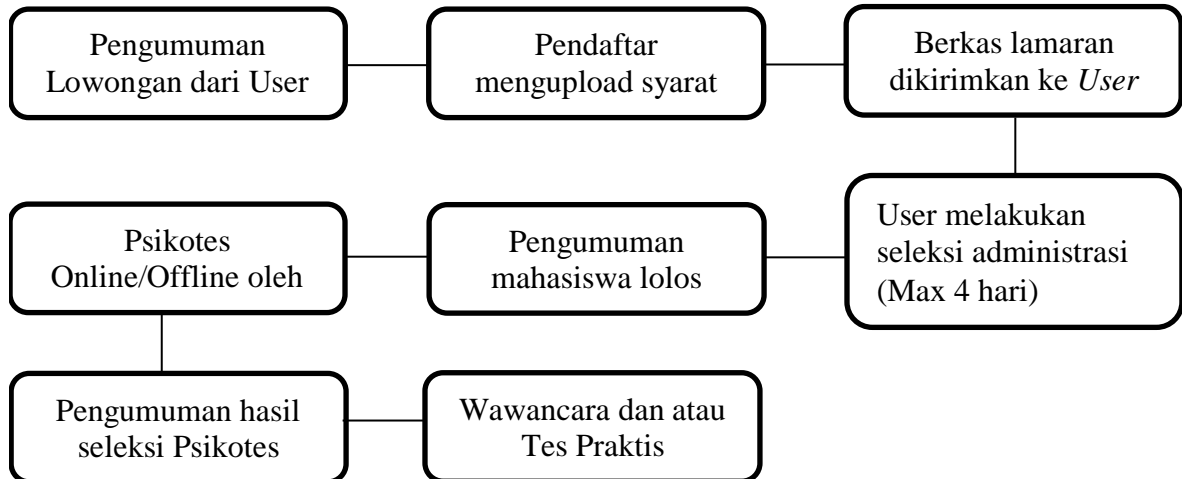 Pengumuman
Lowongan dari User
Pendaftar
mengupload syarat
Berkas lamaran
dikirimkan ke User
User melakukan
seleksi administrasi
(Max 4 hari)
Pengumuman
mahasiswa lolos
Psikotes
Online/Offline oleh
Pengumuman hasil
seleksi Psikotes
Wawancara dan atau
Tes Praktis